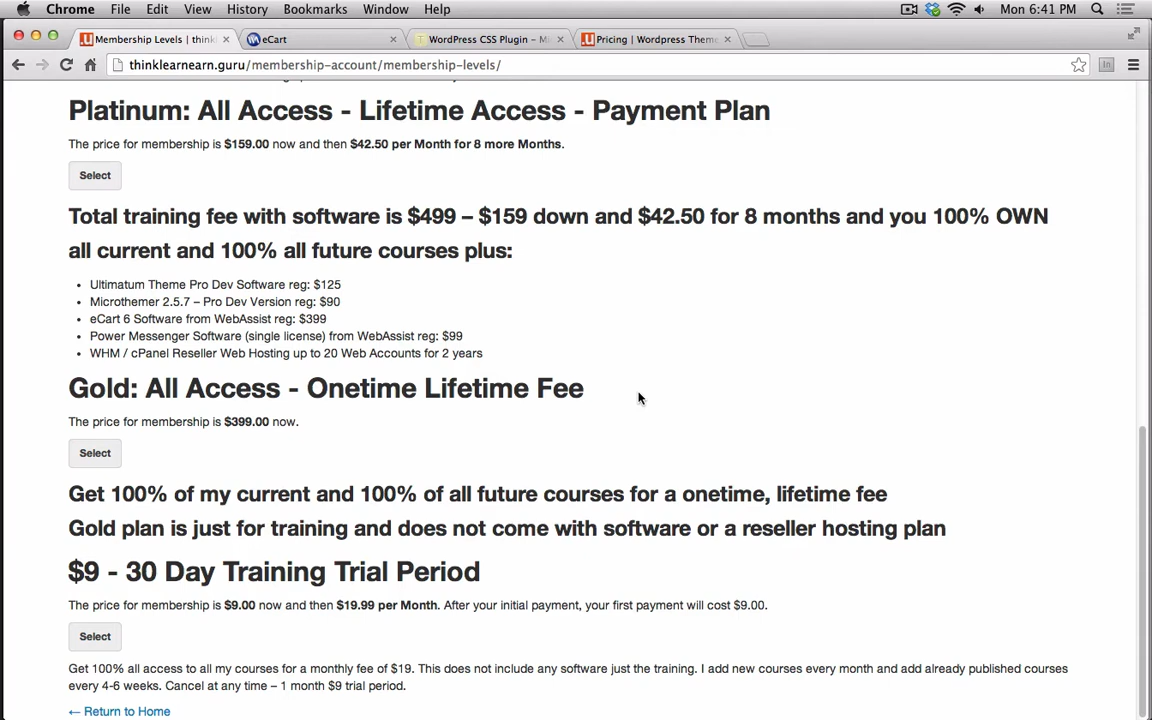 Chrome File Edit View History Bookmarks Window Help Mon 6:41 PM
Membership Levels | think eCart WordPress CSS Plugin – M Pricing | Wordpress Theme
thinklearnearn.guru/membership-account/membership-levels/
Platinum: All Access - Lifetime Access - Payment Plan
The price for membership is $159.00 now and then $42.50 per Month for 8 more Months.
Select
Total training fee with software is $499 – $159 down and $42.50 for 8 months and you 100% OWN
all current and 100% all future courses plus:
• Ultimatum Theme Pro Dev Software reg: $125
• Microthemer 2.5.7 – Pro Dev Version reg: $90
• eCart 6 Software from WebAssist reg: $399
• Power Messenger Software (single license) from WebAssist reg: $99
• WHM / cPanel Reseller Web Hosting up to 20 Web Accounts for 2 years
Gold: All Access - Onetime Lifetime Fee
The price for membership is $399.00 now.
Select
Get 100% of my current and 100% of all future courses for a onetime, lifetime fee
Gold plan is just for training and does not come with software or a reseller hosting plan
$9 - 30 Day Training Trial Period
The price for membership is $9.00 now and then $19.99 per Month. After your initial payment, your first payment will cost $9.00.
Select
Get 100% all access to all my courses for a monthly fee of $19. This does not include any software just the training. I add new courses every month and add already published courses
every 4-6 weeks. Cancel at any time – 1 month $9 trial period.
← Return to Home